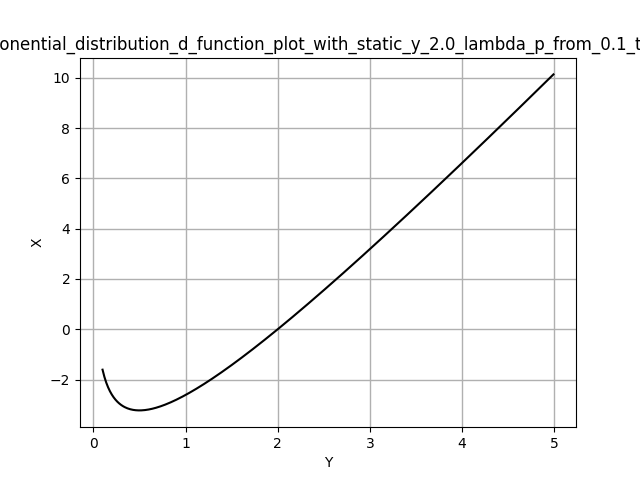 onential_distribution_d_function_plot_with_static_y_2.0_lambda_p_from_0.1_t
10
8
6
4
2
0
−2
X
0 1 2 3 4 5
Y